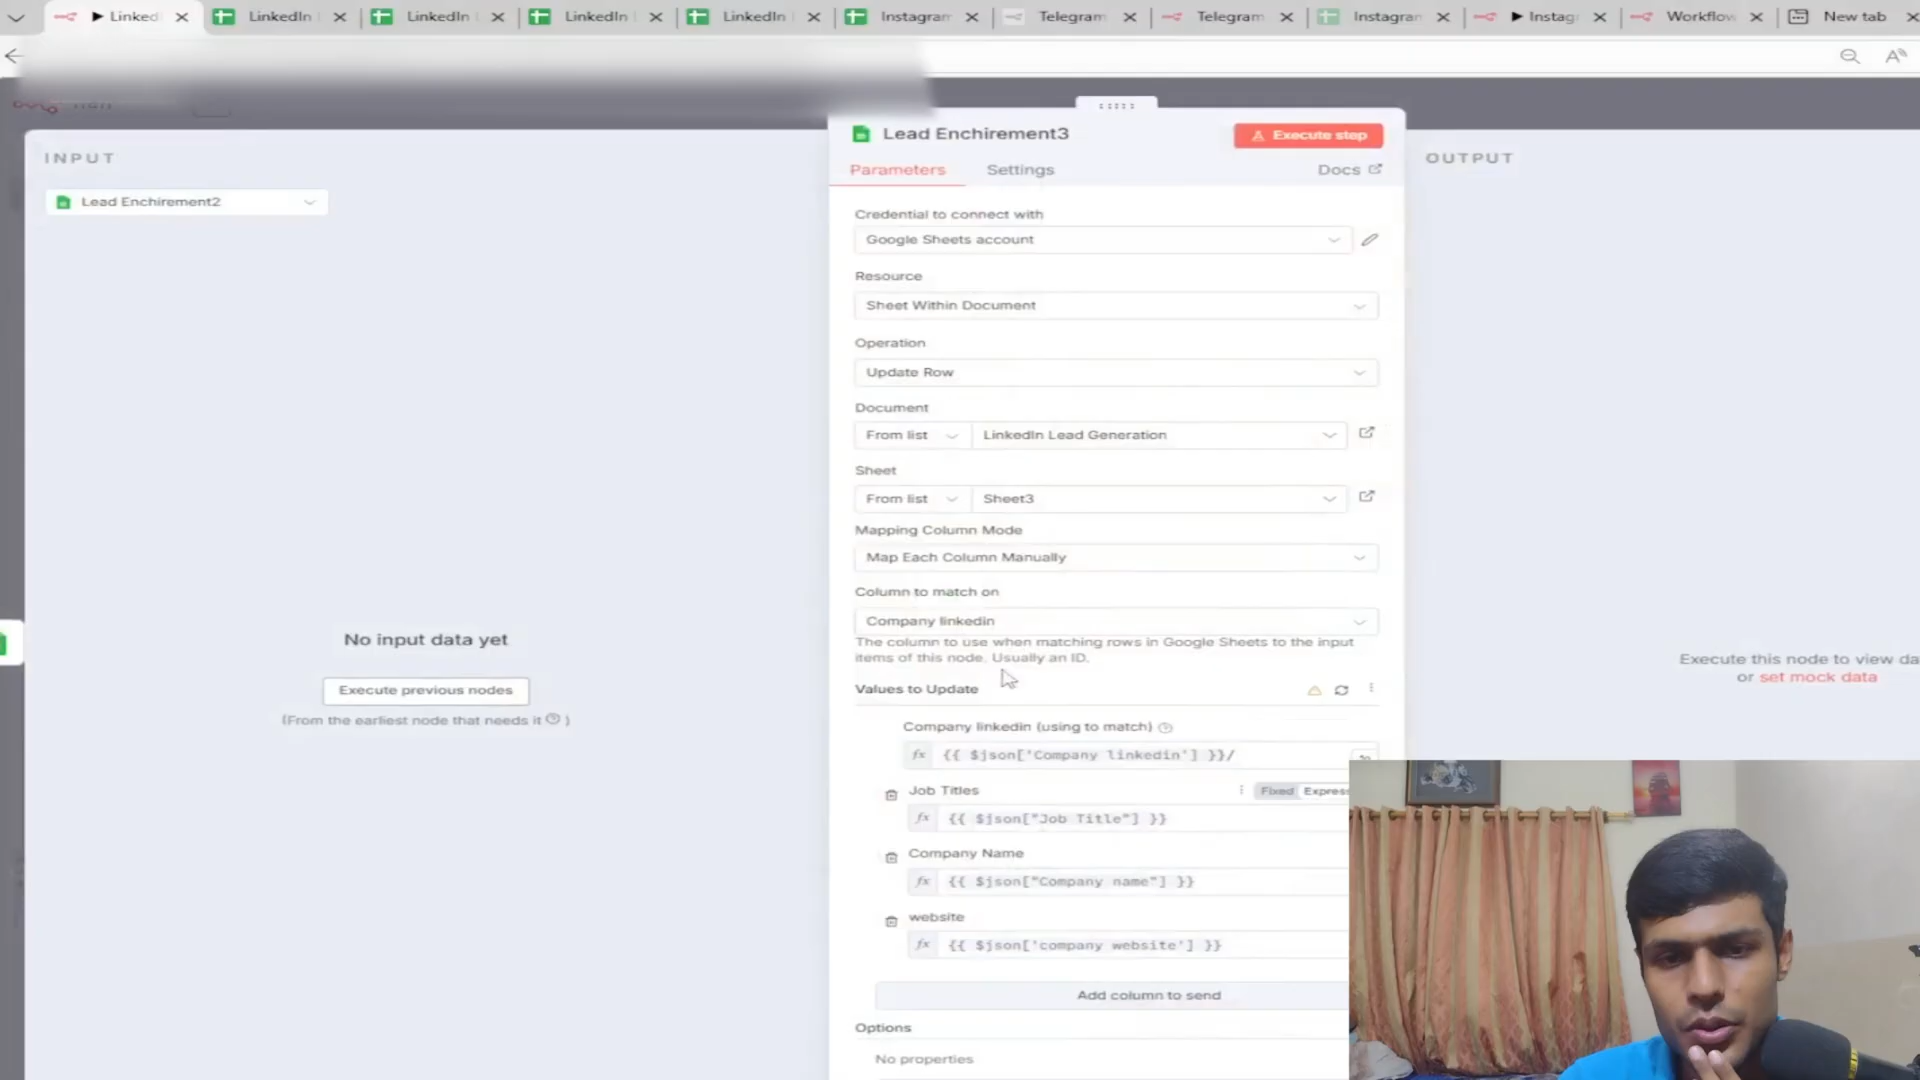 Linked
LinkedIn
LinkedIn
LinkedIn
LinkedIn
Instagram
Telegram
Telegram
Instagram
Instag
Workflow
New tab
Lead Enchirement3
Execute step
INPUT
OUTPUT
Parameters
Settings
Docs
Lead Enchirement2
Credential to connect with
Google Sheets account
Resource
Sheet Within Document
Operation
Update Row
Document
From list
LinkedIn Lead Generation
Sheet
From list
Sheet3
Mapping Column Mode
Map Each Column Manually
Column to match on
Company linkedin
The column to use when matching rows in Google Sheets to the input
items of this node. Usually an ID.
No input data yet
Execute previous nodes
(From the earliest node that needs it )
Execute this node to view da
or set mock data
Values to Update
Company linkedin (using to match)
fx {{ $json['Company linkedin'] }}/
Job Titles
Fixed Express
fx {{ $json["Job Title"] }}
Company Name
fx {{ $json["Company name"] }}
website
fx {{ $json['company website'] }}
Add column to send
Options
No properties